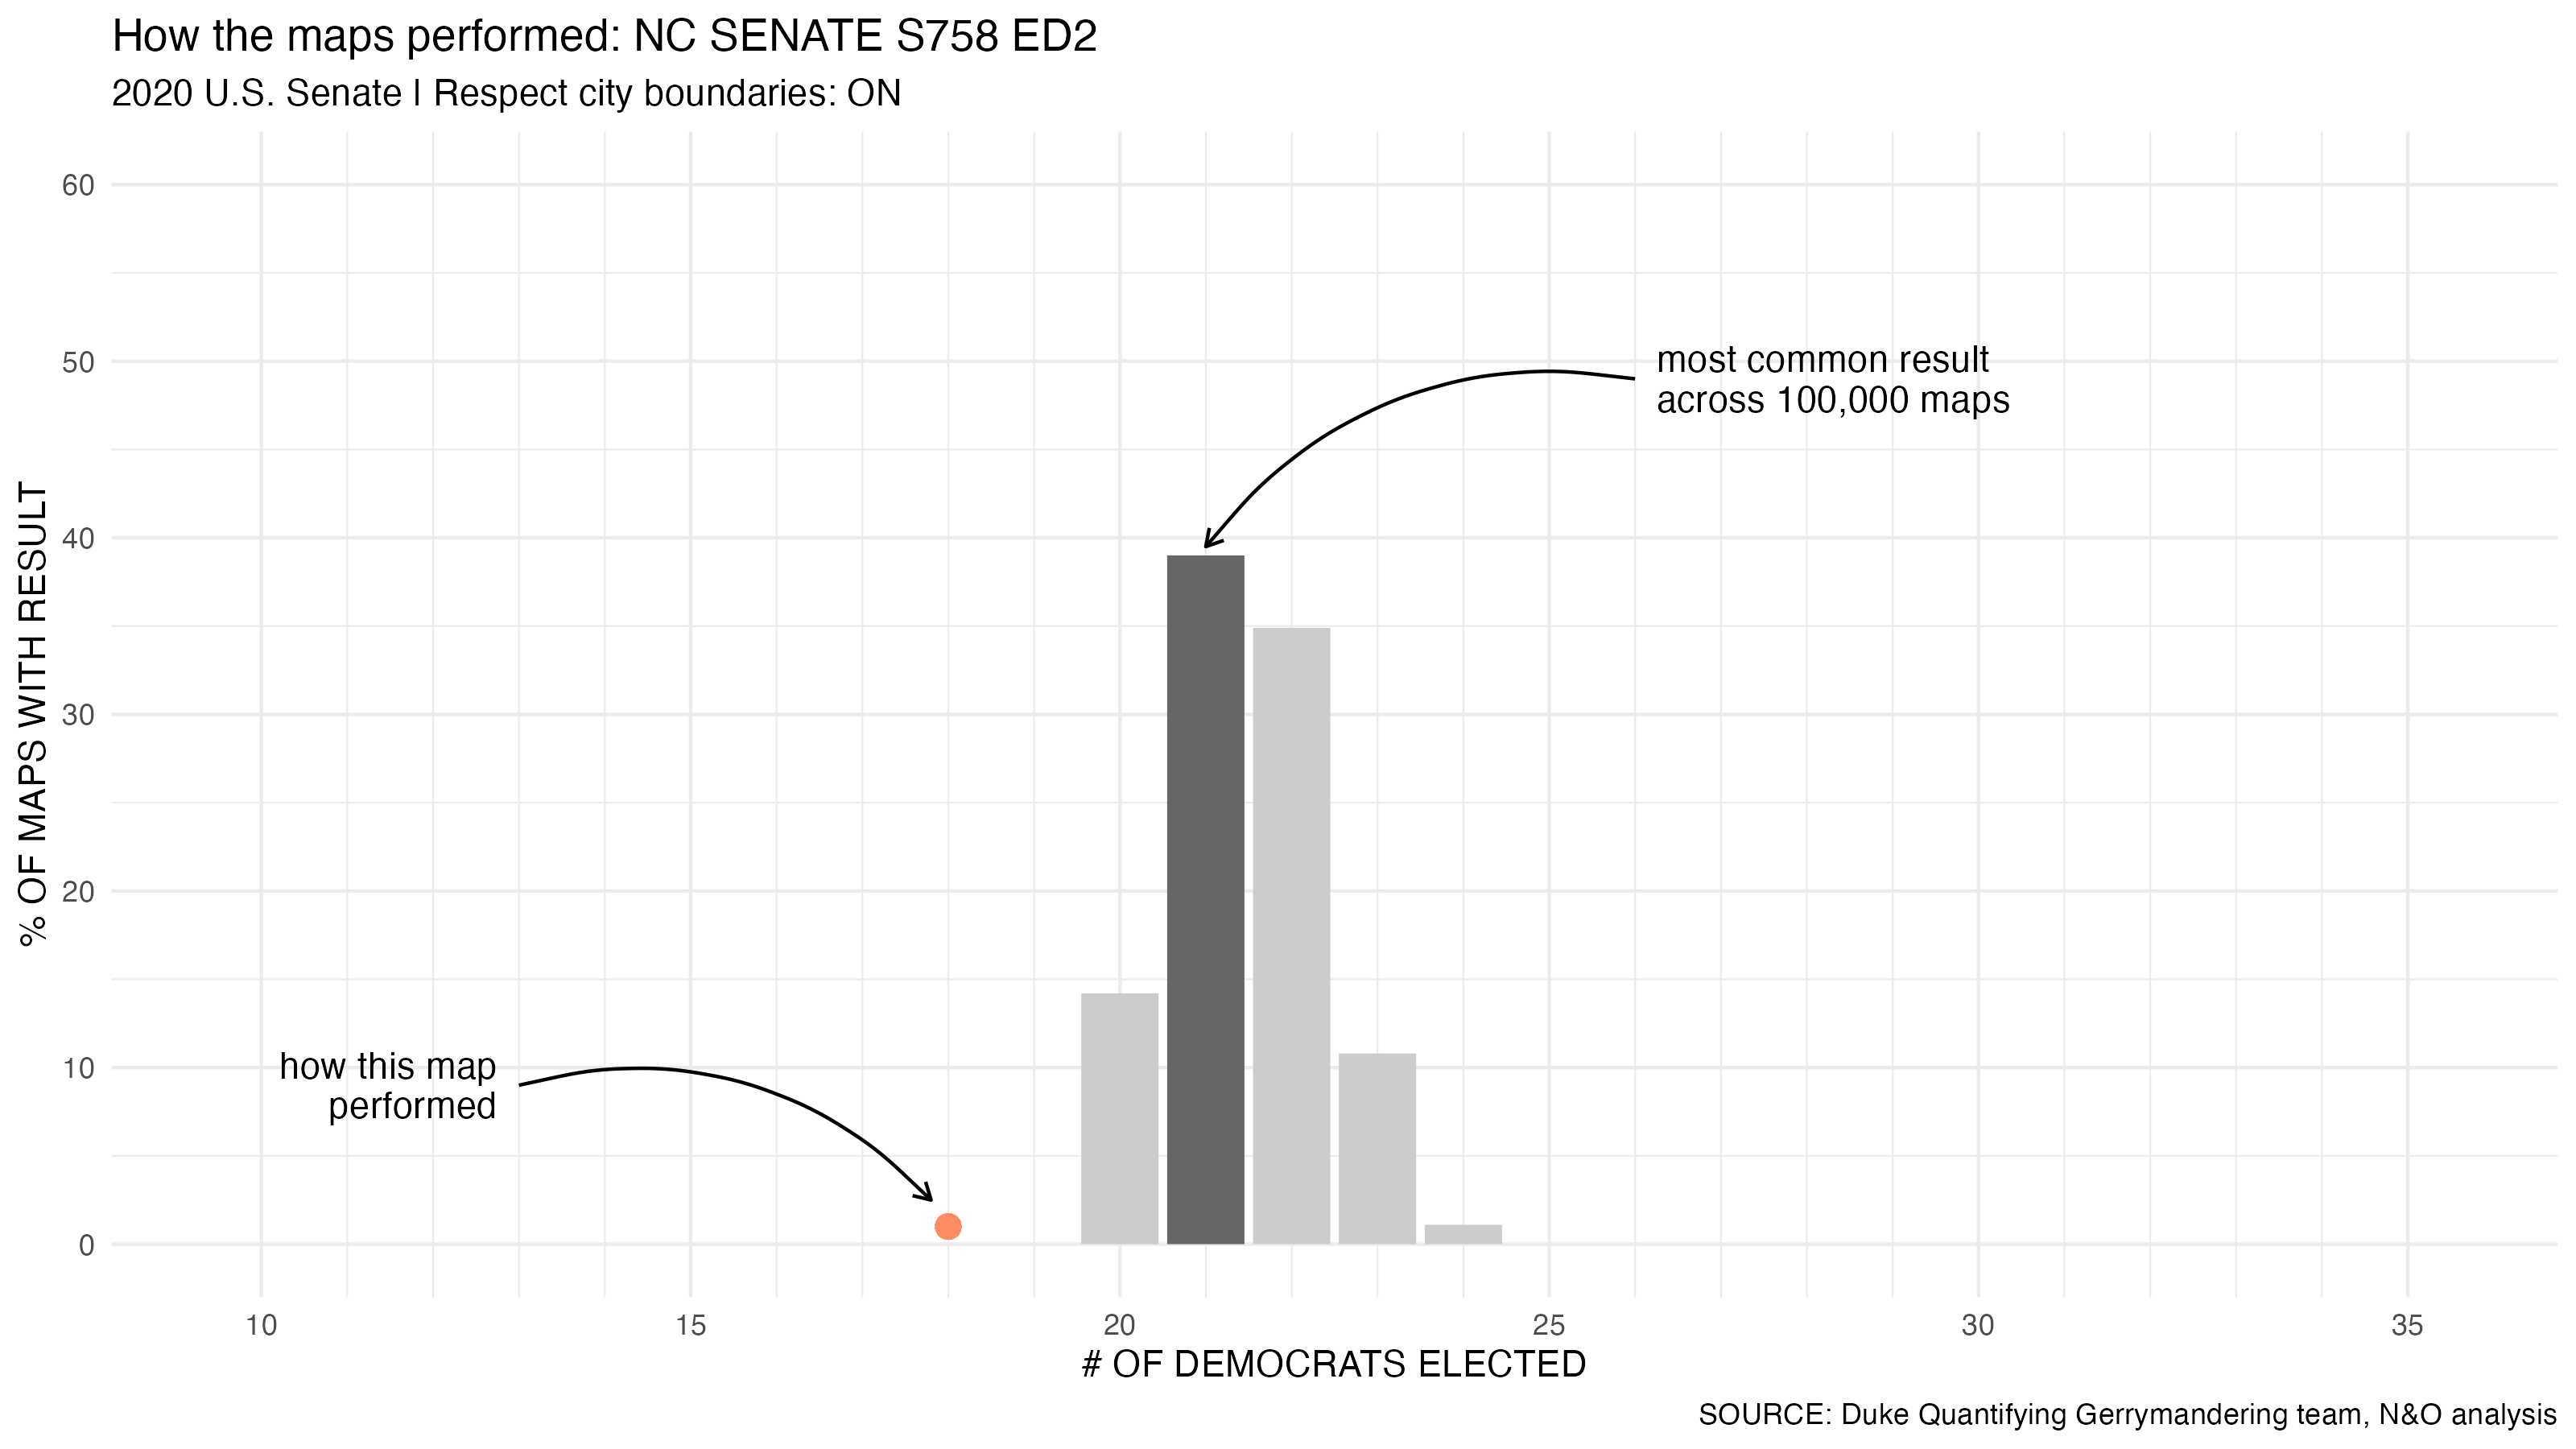 How the maps performed: NC SENATE S758 ED2
2020 U.S. Senate | Respect city boundaries: ON
% OF MAPS WITH RESULT
60
50
40
30
20
10
0
most common result
across 100,000 maps
how this map
performed
10
15
20
25
30
35
# OF DEMOCRATS ELECTED
SOURCE: Duke Quantifying Gerrymandering team, N&O analysis